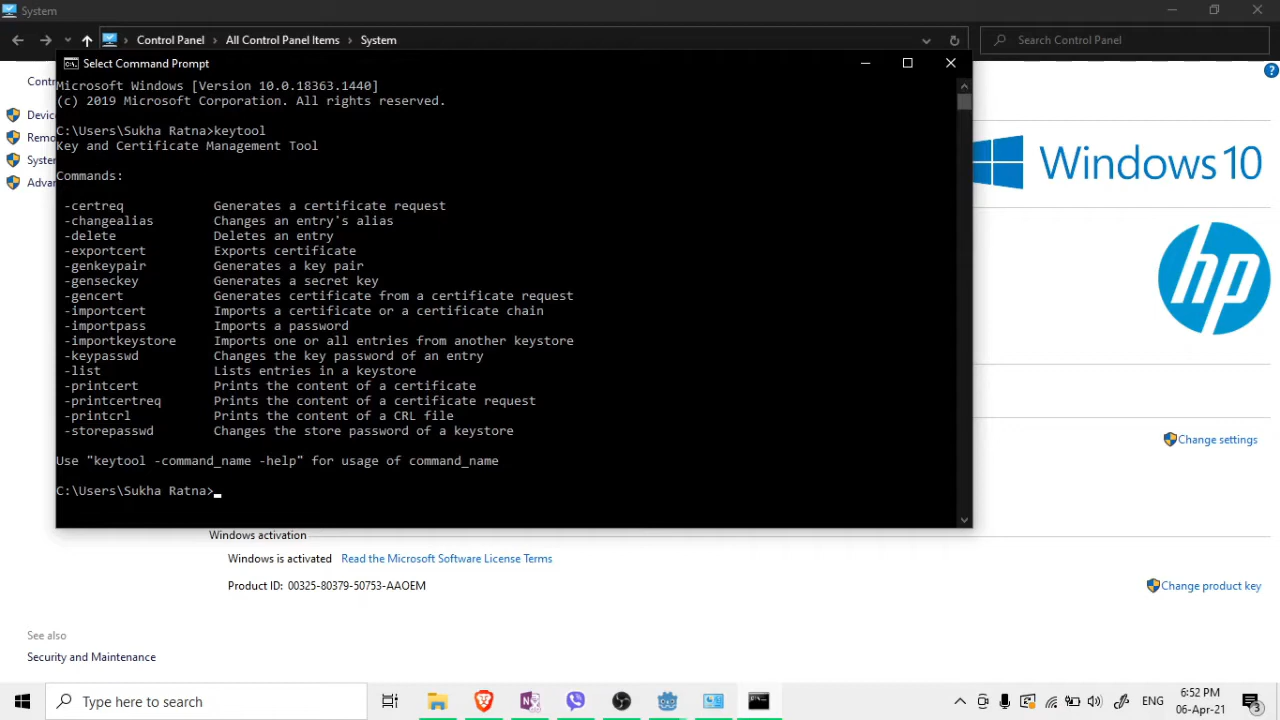 System
Control Panel > All Control Panel Items > System
Search Control Panel
Select Command Prompt
Contr
Device
Remo
Syste
Adva
Microsoft Windows [Version 10.0.18363.1440]
(c) 2019 Microsoft Corporation. All rights reserved.
C:\Users\Sukha Ratna>keytool
Key and Certificate Management Tool
Commands:
-certreq Generates a certificate request
-changealias Changes an entry's alias
-delete Deletes an entry
-exportcert Exports certificate
-genkeypair Generates a key pair
-genseckey Generates a secret key
-gencert Generates certificate from a certificate request
-importcert Imports a certificate or a certificate chain
-importpass Imports a password
-importkeystore Imports one or all entries from another keystore
-keypasswd Changes the key password of an entry
-list Lists entries in a keystore
-printcert Prints the content of a certificate
-printcertreq Prints the content of a certificate request
-printcrl Prints the content of a CRL file
-storepasswd Changes the store password of a keystore
Use "keytool -command_name -help" for usage of command_name
C:\Users\Sukha Ratna>
Windows 10
hp
Change settings
Windows activation
Windows is activated Read the Microsoft Software License Terms
Product ID: 00325-80379-50753-AAOEM
Change product key
See also
Security and Maintenance
Type here to search
ENG
6:52 PM
06-Apr-21
3